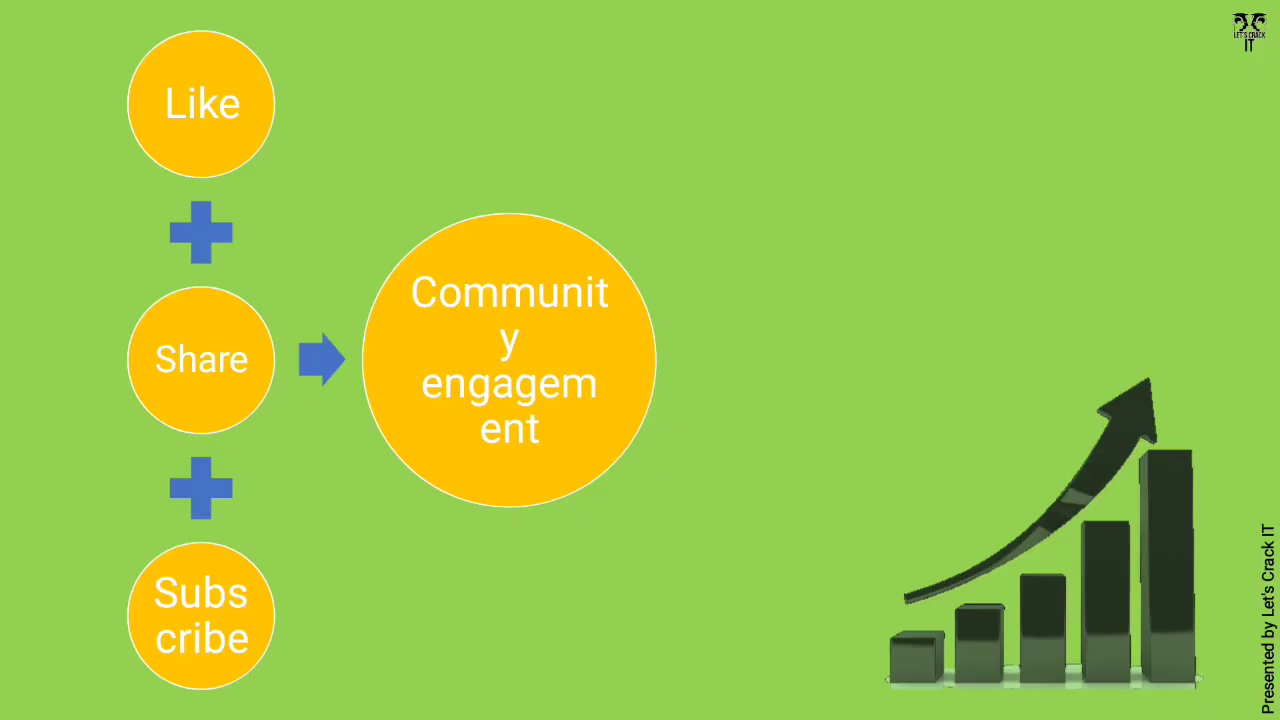 Like
Share
Subs
cribe
Communit
y
engagem
ent
LET'S CRACK
IT
Presented by Let's Crack IT